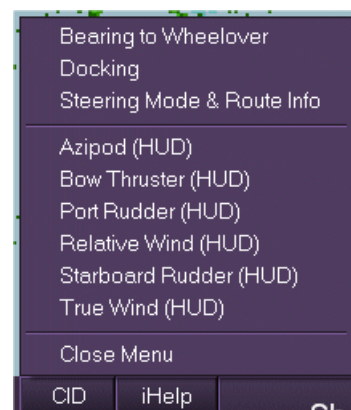 Bearing to Wheelover
Docking
Steering Mode & Route Info
Azipod (HUD)
Bow Thruster (HUD)
Port Rudder (HUD)
Relative Wind (HUD)
Starboard Rudder (HUD)
True Wind (HUD)
Close Menu
CID iHelp